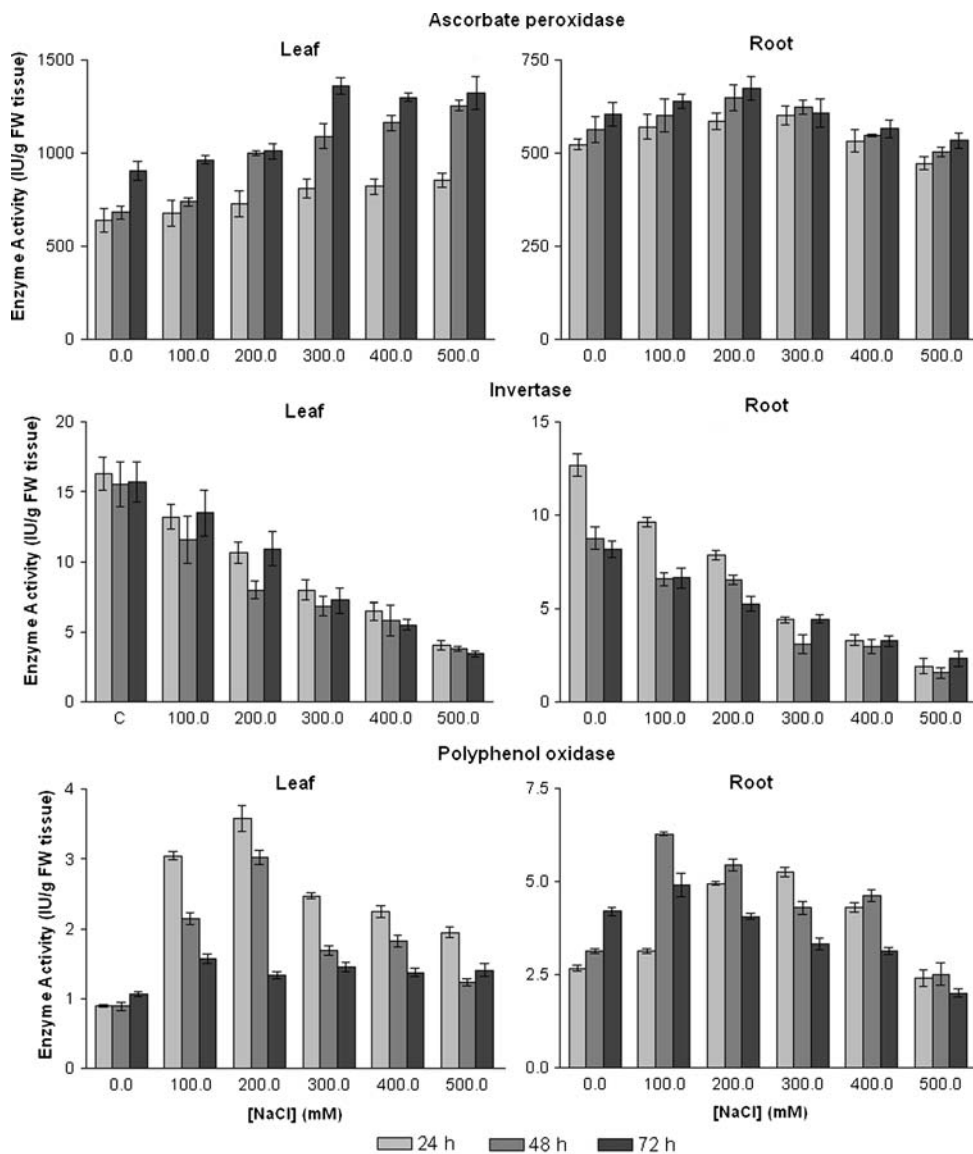 Ascorbate peroxidase
Leaf
Root
Enzyme Activity (IU/g FW tissue)
1500
1000
500
0
0.0 100.0 200.0 300.0 400.0 500.0
750
500
250
0
0.0 100.0 200.0 300.0 400.0 500.0
Invertase
Leaf
Root
Enzyme Activity (IU/g FW tissue)
20
15
10
5
0
C 100.0 200.0 300.0 400.0 500.0
15
10
5
0
0.0 100.0 200.0 300.0 400.0 500.0
Polyphenol oxidase
Leaf
Root
Enzyme Activity (IU/g FW tissue)
4
3
2
1
0
0.0 100.0 200.0 300.0 400.0 500.0
[NaCl] (mM)
7.5
5.0
2.5
0.0
0.0 100.0 200.0 300.0 400.0 500.0
[NaCl] (mM)
24 h 48 h 72 h